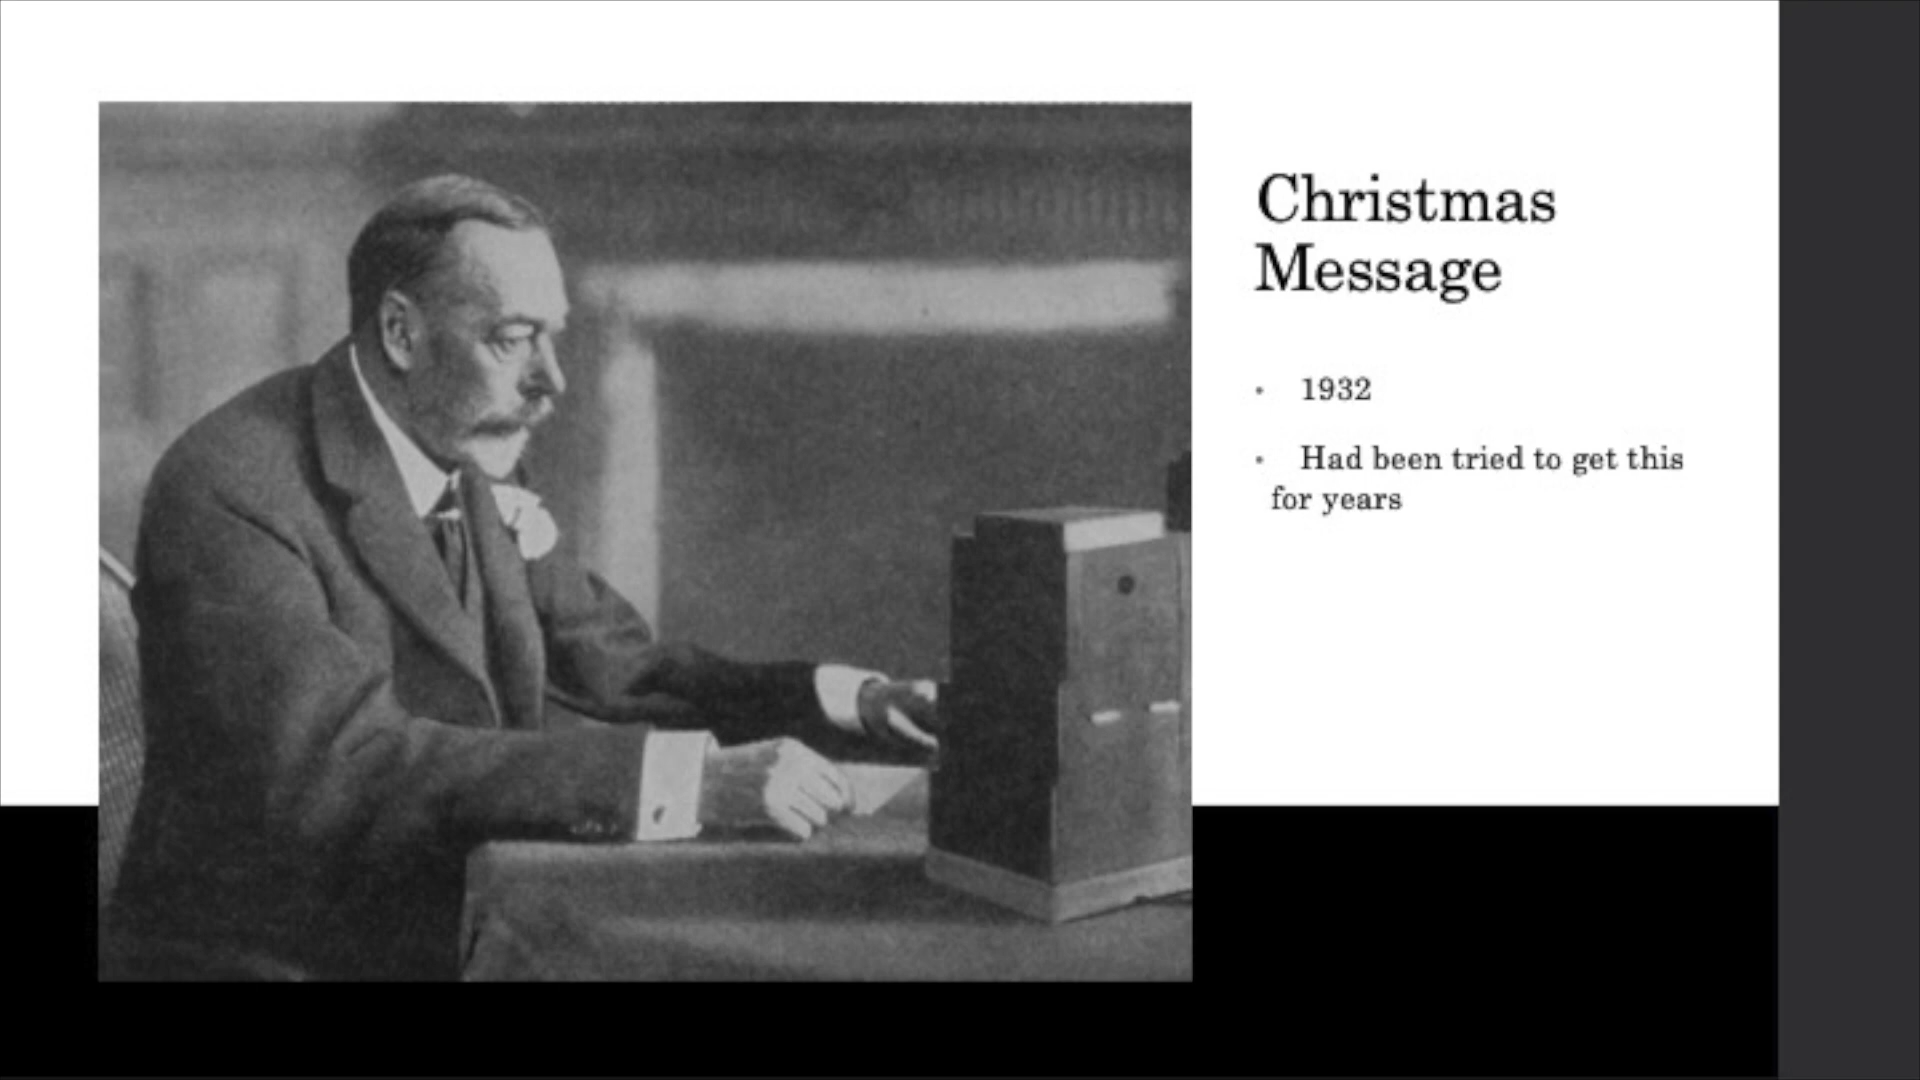 Christmas
Message
• 1932
• Had been tried to get this
for years